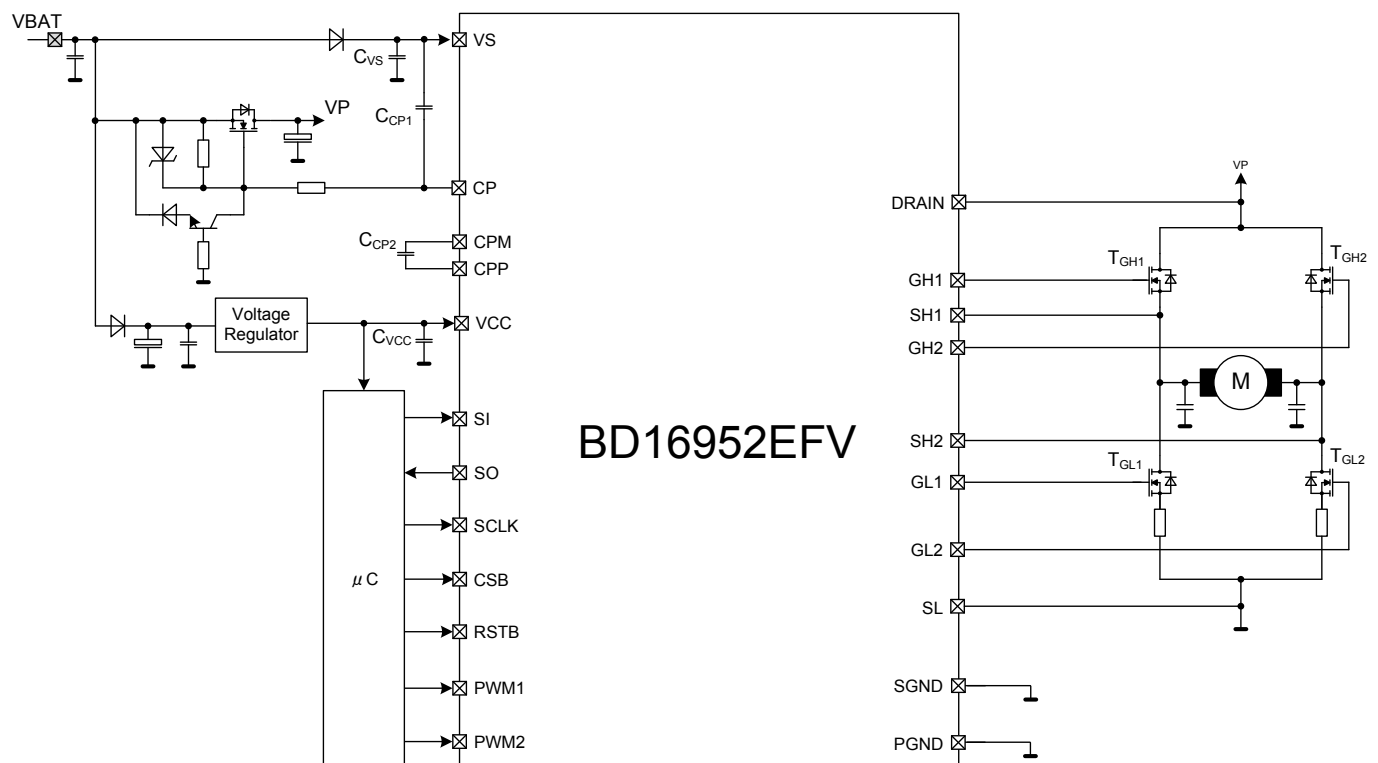 VBAT
VS
CVS
CCP1
VP
CP
CCP2
CPM
CPP
Voltage
Regulator
CVCC
VCC
μC
SI
SO
SCLK
CSB
RSTB
PWM1
PWM2
BD16952EFV
DRAIN
GH1
SH1
GH2
SH2
GL1
GL2
SL
SGND
PGND
VP
TGH1
TGH2
M
TGL1
TGL2